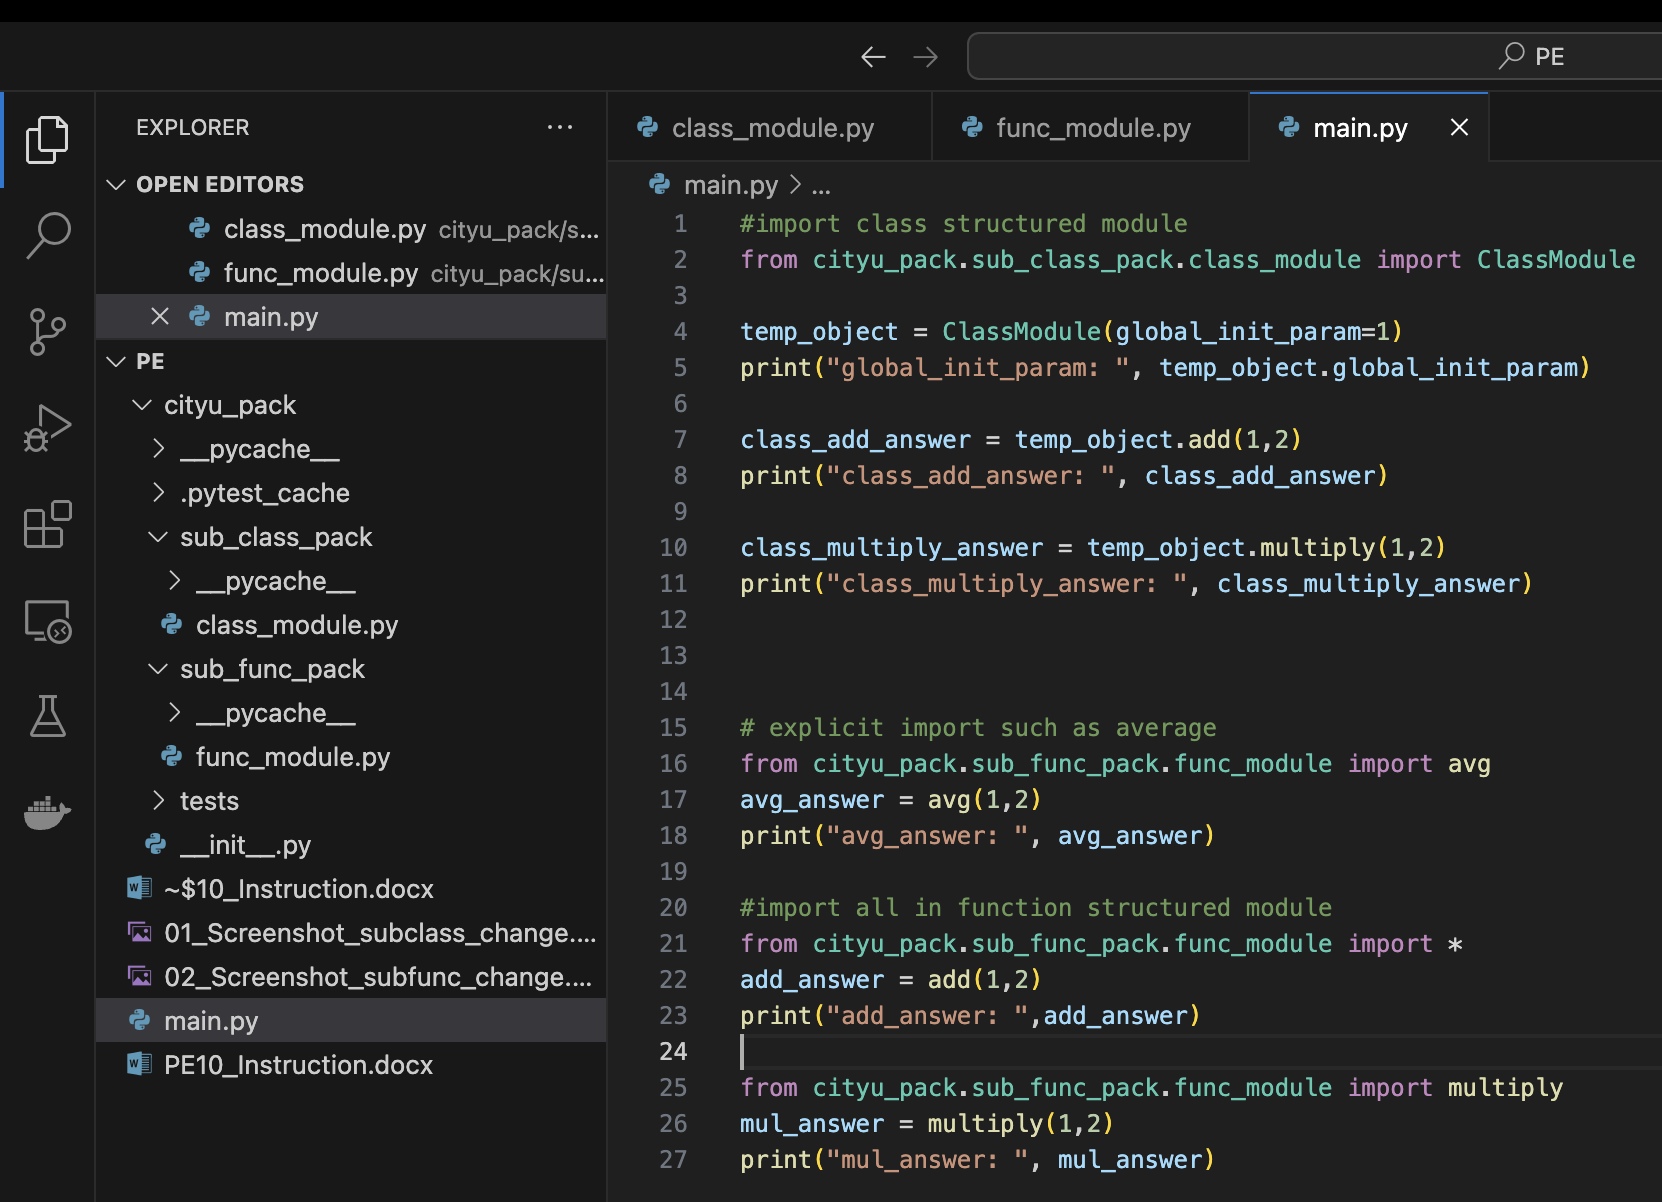 PE
EXPLORER
OPEN EDITORS
class_module.py cityu_pack/s...
func_module.py cityu_pack/su...
main.py
PE
cityu_pack
__pycache__
.pytest_cache
sub_class_pack
__pycache__
class_module.py
sub_func_pack
__pycache__
func_module.py
tests
__init__.py
~$10_Instruction.docx
01_Screenshot_subclass_change....
02_Screenshot_subfunc_change....
main.py
PE10_Instruction.docx
class_module.py
func_module.py
main.py
main.py > ...
1 #import class structured module
2 from cityu_pack.sub_class_pack.class_module import ClassModule
3
4 temp_object = ClassModule(global_init_param=1)
5 print("global_init_param: ", temp_object.global_init_param)
6
7 class_add_answer = temp_object.add(1,2)
8 print("class_add_answer: ", class_add_answer)
9
10 class_multiply_answer = temp_object.multiply(1,2)
11 print("class_multiply_answer: ", class_multiply_answer)
12
13
14
15 # explicit import such as average
16 from cityu_pack.sub_func_pack.func_module import avg
17 avg_answer = avg(1,2)
18 print("avg_answer: ", avg_answer)
19
20 #import all in function structured module
21 from cityu_pack.sub_func_pack.func_module import *
22 add_answer = add(1,2)
23 print("add_answer: ",add_answer)
24
25 from cityu_pack.sub_func_pack.func_module import multiply
26 mul_answer = multiply(1,2)
27 print("mul_answer: ", mul_answer)